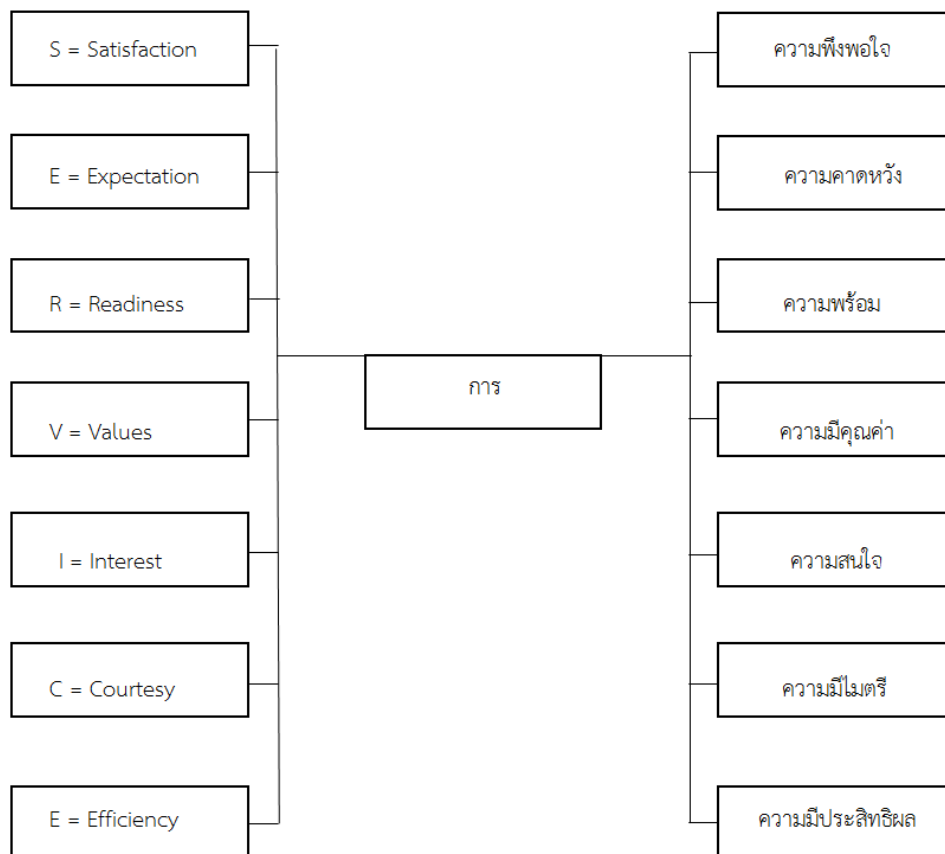 S = Satisfaction
ความพึงพอใจ
E = Expectation
ความคาดหวัง
R = Readiness
ความพร้อม
การ
V = Values
ความมีคุณค่า
I = Interest
ความสนใจ
C = Courtesy
ความมีไมตรี
E = Efficiency
ความมีประสิทธิผล